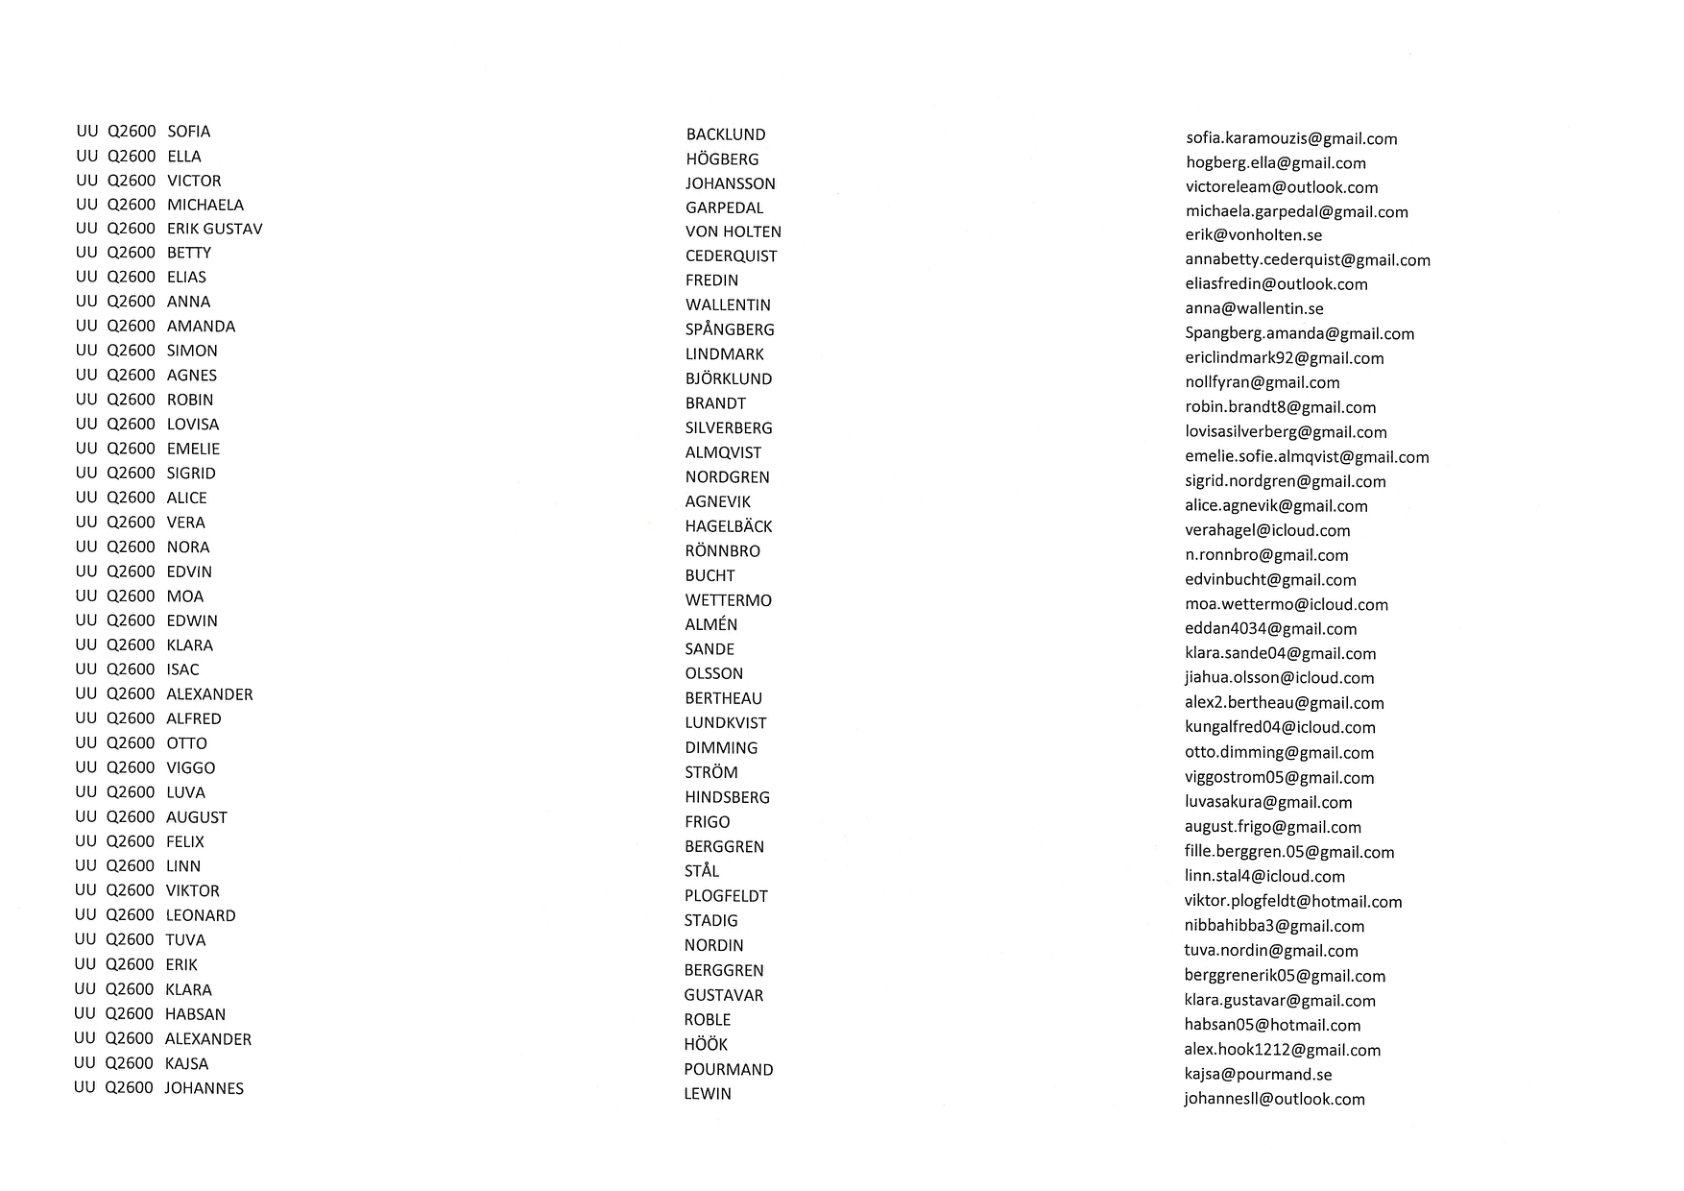 UU Q2600 SOFIA BACKLUND sofia.karamouzis@gmail.com
UU Q2600 ELLA HÖGBERG hogberg.ella@gmail.com
UU Q2600 VICTOR JOHANSSON victoreleam@outlook.com
UU Q2600 MICHAELA GARPEDAL michaela.garpedal@gmail.com
UU Q2600 ERIK GUSTAV VON HOLTEN erik@vonholten.se
UU Q2600 BETTY CEDERQUIST annabetty.cederquist@gmail.com
UU Q2600 ELIAS FREDIN eliasfredin@outlook.com
UU Q2600 ANNA WALLENTIN anna@wallentin.se
UU Q2600 AMANDA SPÅNGBERG Spangberg.amanda@gmail.com
UU Q2600 SIMON LINDMARK ericlindmark92@gmail.com
UU Q2600 AGNES BJÖRKLUND nollfyran@gmail.com
UU Q2600 ROBIN BRANDT robin.brandt8@gmail.com
UU Q2600 LOVISA SILVERBERG lovisasilverberg@gmail.com
UU Q2600 EMELIE ALMQVIST emelie.sofie.almqvist@gmail.com
UU Q2600 SIGRID NORDGREN sigrid.nordgren@gmail.com
UU Q2600 ALICE AGNEVIK alice.agnevik@gmail.com
UU Q2600 VERA HAGELBÄCK verahagel@icloud.com
UU Q2600 NORA RÖNNBRO n.ronnbro@gmail.com
UU Q2600 EDVIN BUCHT edvinbucht@gmail.com
UU Q2600 MOA WETTERMO moa.wettermo@icloud.com
UU Q2600 EDWIN ALMÉN eddan4034@gmail.com
UU Q2600 KLARA SANDE klara.sande04@gmail.com
UU Q2600 ISAC OLSSON jiahua.olsson@icloud.com
UU Q2600 ALEXANDER BERTHEAU alex2.bertheau@gmail.com
UU Q2600 ALFRED LUNDKVIST kungalfred04@icloud.com
UU Q2600 OTTO DIMMING otto.dimming@gmail.com
UU Q2600 VIGGO STRÖM viggostrom05@gmail.com
UU Q2600 LUVA HINDSBERG luvasakura@gmail.com
UU Q2600 AUGUST FRIGO august.frigo@gmail.com
UU Q2600 FELIX BERGGREN fille.berggren.05@gmail.com
UU Q2600 LINN STÅL linn.stal4@icloud.com
UU Q2600 VIKTOR PLOGFELDT viktor.plogfeldt@hotmail.com
UU Q2600 LEONARD STADIG nibbahibba3@gmail.com
UU Q2600 TUVA NORDIN tuva.nordin@gmail.com
UU Q2600 ERIK BERGGREN berggrenerik05@gmail.com
UU Q2600 KLARA GUSTAVAR klara.gustavar@gmail.com
UU Q2600 HABSAN ROBLE habsan05@hotmail.com
UU Q2600 ALEXANDER HÖÖK alex.hook1212@gmail.com
UU Q2600 KAJSA POURMAND kajsa@pourmand.se
UU Q2600 JOHANNES LEWIN johannesll@outlook.com